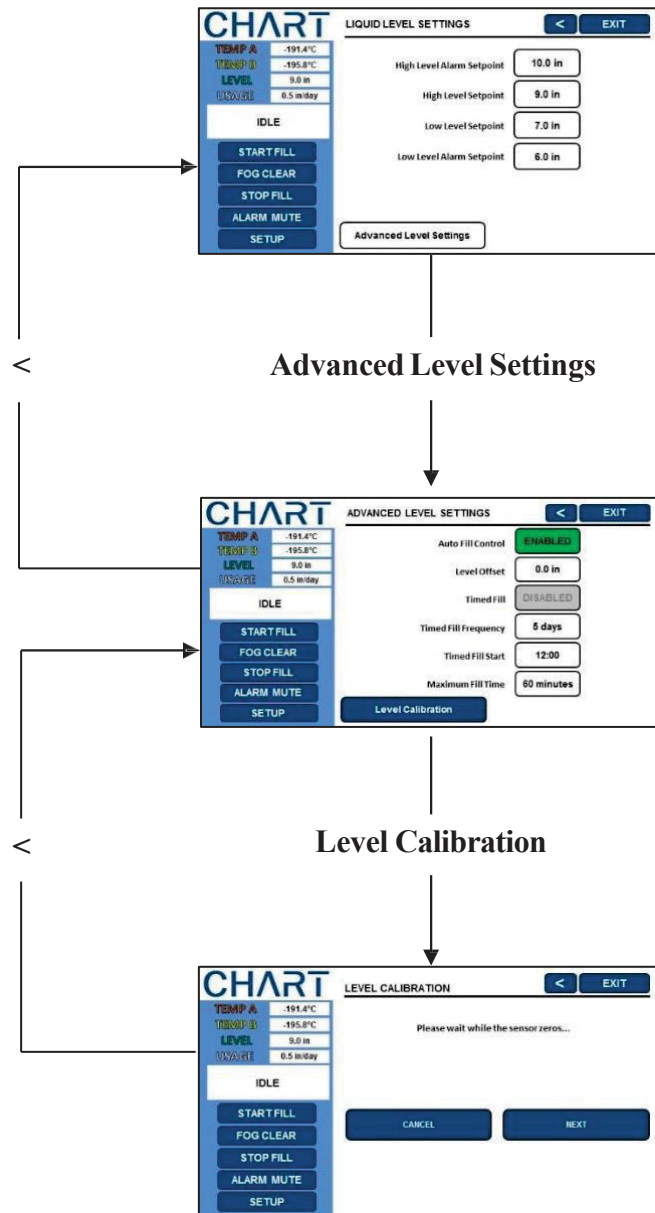 CHART
LIQUID LEVEL SETTINGS
< EXIT
TEMP A -191.4°C
TEMP B -195.8°C
LEVEL 9.0 in
USAGE 0.5 in/day
IDLE
START FILL
FOG CLEAR
STOP FILL
ALARM MUTE
SETUP
High Level Alarm Setpoint 10.0 in
High Level Setpoint 9.0 in
Low Level Setpoint 7.0 in
Low Level Alarm Setpoint 6.0 in
Advanced Level Settings
<
Advanced Level Settings
CHART
ADVANCED LEVEL SETTINGS
< EXIT
TEMP A -191.4°C
TEMP B -195.8°C
LEVEL 9.0 in
USAGE 0.5 in/day
IDLE
START FILL
FOG CLEAR
STOP FILL
ALARM MUTE
SETUP
Auto Fill Control ENABLED
Level Offset 0.0 in
Timed Fill DISABLED
Timed Fill Frequency 5 days
Timed Fill Start 12:00
Maximum Fill Time 60 minutes
Level Calibration
<
Level Calibration
CHART
LEVEL CALIBRATION
< EXIT
TEMP A -191.4°C
TEMP B -195.8°C
LEVEL 9.0 in
USAGE 0.5 in/day
IDLE
START FILL
FOG CLEAR
STOP FILL
ALARM MUTE
SETUP
Please wait while the sensor zeros...
CANCEL
NEXT